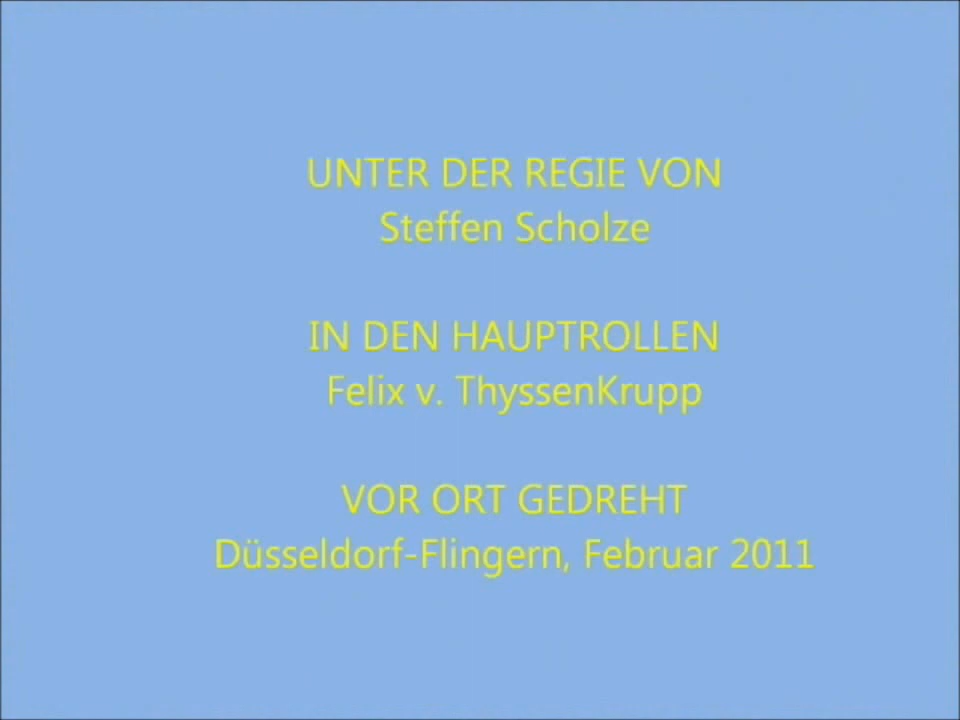 UNTER DER REGIE VON
Steffen Scholze
IN DEN HAUPTROLLEN
Felix v. ThyssenKrupp
VOR ORT GEDREHT
Düsseldorf-Flingern, Februar 2011